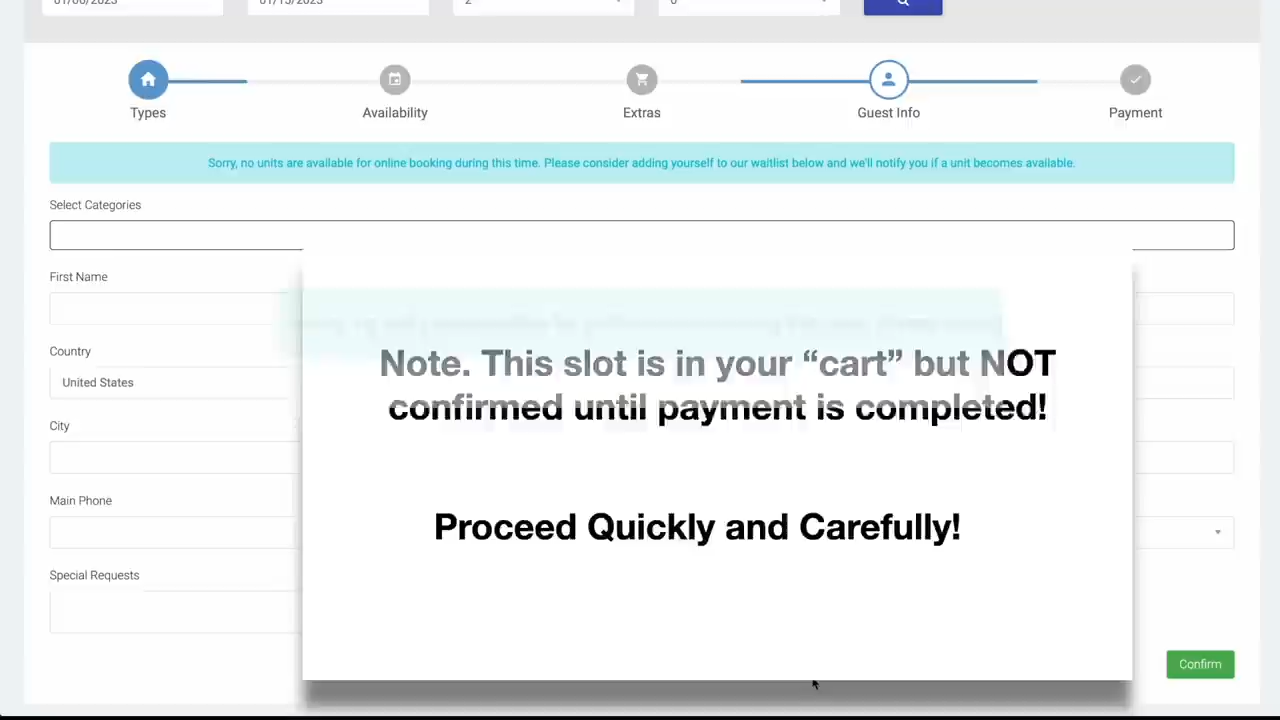 2
Types
Availability
Extras
Guest Info
Payment
Sorry, no units are available for online booking during this time. Please consider adding yourself to our waitlist below and we'll notify you if a unit becomes available.
Select Categories
First Name
Country
United States
City
Main Phone
Special Requests
Note. This slot is in your “cart” but NOT
confirmed until payment is completed!
Proceed Quickly and Carefully!
Confirm